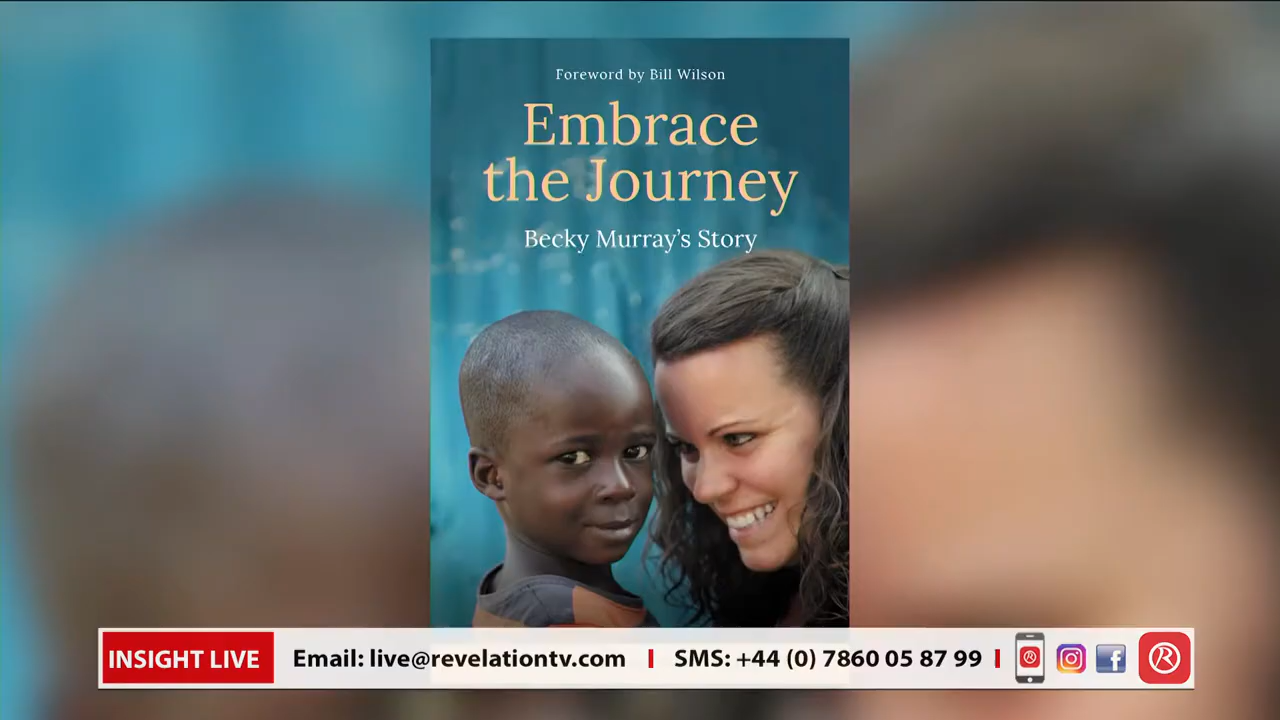 Foreword by Bill Wilson
Embrace
the Journey
Becky Murray's Story
INSIGHT LIVE
Email: live@revelationtv.com | SMS: +44 (0) 7860 05 87 99 |